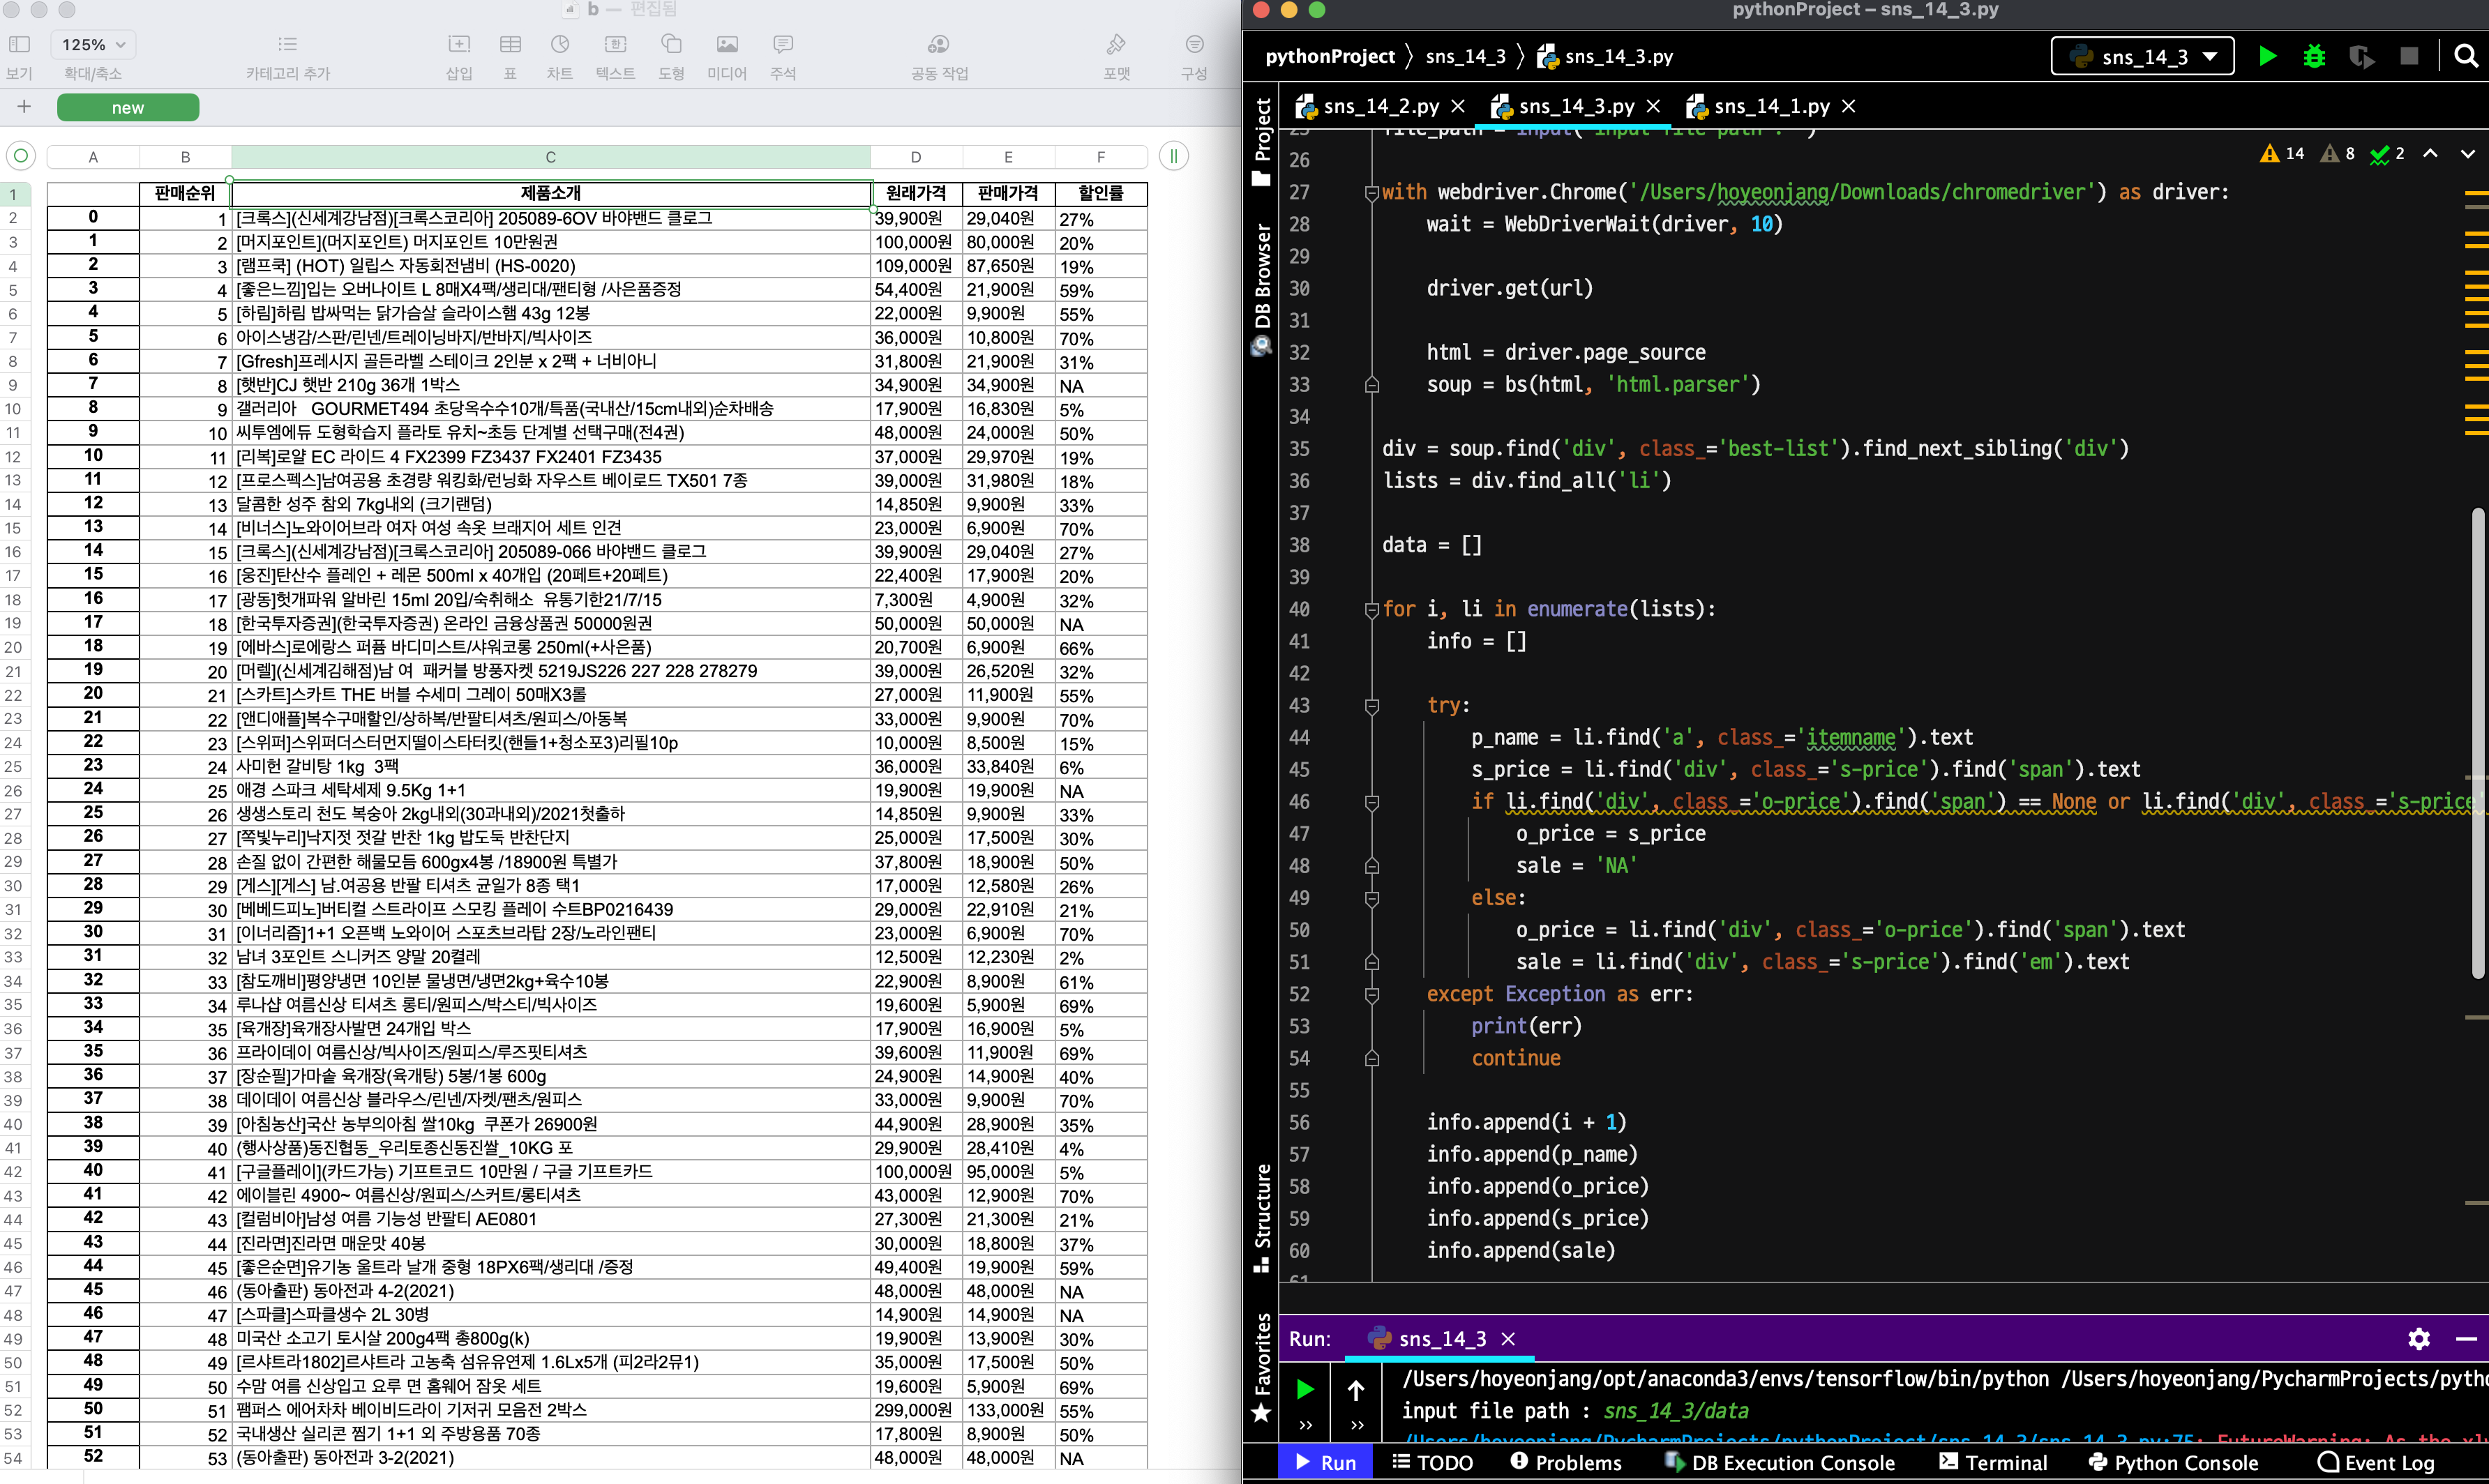 b — 편집됨
125%
보기 확대/축소 카테고리 추가 삽입 표 차트 텍스트 도형 미디어 주석 공동 작업 포맷 구성
new
A B C D E F
1 판매순위 제품소개 원래가격 판매가격 할인률
2 0 1 [크록스](신세계강남점)[크록스코리아] 205089-6OV 바야밴드 클로그 39,900원 29,040원 27%
3 1 2 [머지포인트](머지포인트) 머지포인트 10만원권 100,000원 80,000원 20%
4 2 3 [램프쿡] (HOT) 일립스 자동회전냄비 (HS-0020) 109,000원 87,650원 19%
5 3 4 [좋은느낌]입는 오버나이트 L 8매X4팩/생리대/팬티형 /사은품증정 54,400원 21,900원 59%
6 4 5 [하림]하림 밥싸먹는 닭가슴살 슬라이스햄 43g 12봉 22,000원 9,900원 55%
7 5 6 아이스냉감/스판/린넨/트레이닝바지/반바지/빅사이즈 36,000원 10,800원 70%
8 6 7 [Gfresh]프레시지 골든라벨 스테이크 2인분 x 2팩 + 너비아니 31,800원 21,900원 31%
9 7 8 [햇반]CJ 햇반 210g 36개 1박스 34,900원 34,900원 NA
10 8 9 갤러리아 GOURMET494 초당옥수수10개/특품(국내산/15cm내외)순차배송 17,900원 16,830원 5%
11 9 10 씨투엠에듀 도형학습지 플라토 유치~초등 단계별 선택구매(전4권) 48,000원 24,000원 50%
12 10 11 [리복]로얄 EC 라이드 4 FX2399 FZ3437 FX2401 FZ3435 37,000원 29,970원 19%
13 11 12 [프로스펙스]남여공용 초경량 워킹화/런닝화 자우스트 베이로드 TX501 7종 39,000원 31,980원 18%
14 12 13 달콤한 성주 참외 7kg내외 (크기랜덤) 14,850원 9,900원 33%
15 13 14 [비너스]노와이어브라 여자 여성 속옷 브래지어 세트 인견 23,000원 6,900원 70%
16 14 15 [크록스](신세계강남점)[크록스코리아] 205089-066 바야밴드 클로그 39,900원 29,040원 27%
17 15 16 [웅진]탄산수 플레인 + 레몬 500ml x 40개입 (20페트+20페트) 22,400원 17,900원 20%
18 16 17 [광동]헛개파워 알바린 15ml 20입/숙취해소 유통기한21/7/15 7,300원 4,900원 32%
19 17 18 [한국투자증권](한국투자증권) 온라인 금융상품권 50000원권 50,000원 50,000원 NA
20 18 19 [에바스]로에랑스 퍼퓸 바디미스트/샤워코롱 250ml(+사은품) 20,700원 6,900원 66%
21 19 20 [머렐](신세계김해점)남 여 패커블 방풍자켓 5219JS226 227 228 278279 39,000원 26,520원 32%
22 20 21 [스카트]스카트 THE 버블 수세미 그레이 50매X3롤 27,000원 11,900원 55%
23 21 22 [앤디애플]복수구매할인/상하복/반팔티셔츠/원피스/아동복 33,000원 9,900원 70%
24 22 23 [스위퍼]스위퍼더스터먼지떨이스타터킷(핸들1+청소포3)리필10p 10,000원 8,500원 15%
25 23 24 사미헌 갈비탕 1kg 3팩 36,000원 33,840원 6%
26 24 25 애경 스파크 세탁세제 9.5Kg 1+1 19,900원 19,900원 NA
27 25 26 생생스토리 천도 복숭아 2kg내외(30과내외)/2021첫출하 14,850원 9,900원 33%
28 26 27 [쪽빛누리]낙지젓 젓갈 반찬 1kg 밥도둑 반찬단지 25,000원 17,500원 30%
29 27 28 손질 없이 간편한 해물모듬 600gx4봉 /18900원 특별가 37,800원 18,900원 50%
30 28 29 [게스][게스] 남.여공용 반팔 티셔츠 균일가 8종 택1 17,000원 12,580원 26%
31 29 30 [베베드피노]버티컬 스트라이프 스모킹 플레이 수트BP0216439 29,000원 22,910원 21%
32 30 31 [이너리즘]1+1 오픈백 노와이어 스포츠브라탑 2장/노라인팬티 23,000원 6,900원 70%
33 31 32 남녀 3포인트 스니커즈 양말 20켤레 12,500원 12,230원 2%
34 32 33 [참도깨비]평양냉면 10인분 물냉면/냉면2kg+육수10봉 22,900원 8,900원 61%
35 33 34 루나샵 여름신상 티셔츠 롱티/원피스/박스티/빅사이즈 19,600원 5,900원 69%
36 34 35 [육개장]육개장사발면 24개입 박스 17,900원 16,900원 5%
37 35 36 프라이데이 여름신상/빅사이즈/원피스/루즈핏티셔츠 39,600원 11,900원 69%
38 36 37 [장순필]가마솥 육개장(육개탕) 5봉/1봉 600g 24,900원 14,900원 40%
39 37 38 데이데이 여름신상 블라우스/린넨/자켓/팬츠/원피스 33,000원 9,900원 70%
40 38 39 [아침농산]국산 농부의아침 쌀10kg 쿠폰가 26900원 44,900원 28,900원 35%
41 39 40 (행사상품)동진협동_우리토종신동진쌀_10KG 포 29,900원 28,410원 4%
42 40 41 [구글플레이](카드가능) 기프트코드 10만원 / 구글 기프트카드 100,000원 95,000원 5%
43 41 42 에이블린 4900~ 여름신상/원피스/스커트/롱티셔츠 43,000원 12,900원 70%
44 42 43 [컬럼비아]남성 여름 기능성 반팔티 AE0801 27,300원 21,300원 21%
45 43 44 [진라면]진라면 매운맛 40봉 30,000원 18,800원 37%
46 44 45 [좋은순면]유기농 울트라 날개 중형 18PX6팩/생리대 /증정 49,400원 19,900원 59%
47 45 46 (동아출판) 동아전과 4-2(2021) 48,000원 48,000원 NA
48 46 47 [스파클]스파클생수 2L 30병 14,900원 14,900원 NA
49 47 48 미국산 소고기 토시살 200g4팩 총800g(k) 19,900원 13,900원 30%
50 48 49 [르샤트라1802]르샤트라 고농축 섬유유연제 1.6Lx5개 (피2라2뮤1) 35,000원 17,500원 50%
51 49 50 수맘 여름 신상입고 요루 면 홈웨어 잠옷 세트 19,600원 5,900원 69%
52 50 51 팸퍼스 에어차차 베이비드라이 기저귀 모음전 2박스 299,000원 133,000원 55%
53 51 52 국내생산 실리콘 찜기 1+1 외 주방용품 70종 17,800원 8,900원 50%
54 52 53 (동아출판) 동아전과 3-2(2021) 48,000원 48,000원 NA
pythonProject – sns_14_3.py
pythonProject 〉 sns_14_3 〉 sns_14_3.py
sns_14_3
sns_14_2.py sns_14_3.py sns_14_1.py
Project
DB Browser
Structure
Favorites
14 8 2
25 file_path = input('input file path : ')
26
27 with webdriver.Chrome('/Users/hoyeonjang/Downloads/chromedriver') as driver:
28 wait = WebDriverWait(driver, 10)
29
30 driver.get(url)
31
32 html = driver.page_source
33 soup = bs(html, 'html.parser')
34
35 div = soup.find('div', class_='best-list').find_next_sibling('div')
36 lists = div.find_all('li')
37
38 data = []
39
40 for i, li in enumerate(lists):
41 info = []
42
43 try:
44 p_name = li.find('a', class_='itemname').text
45 s_price = li.find('div', class_='s-price').find('span').text
46 if li.find('div', class_='o-price').find('span') == None or li.find('div', class_='s-price'
47 o_price = s_price
48 sale = 'NA'
49 else:
50 o_price = li.find('div', class_='o-price').find('span').text
51 sale = li.find('div', class_='s-price').find('em').text
52 except Exception as err:
53 print(err)
54 continue
55
56 info.append(i + 1)
57 info.append(p_name)
58 info.append(o_price)
59 info.append(s_price)
60 info.append(sale)
61
Run: sns_14_3
/Users/hoyeonjang/opt/anaconda3/envs/tensorflow/bin/python /Users/hoyeonjang/PycharmProjects/pytho
input file path : sns_14_3/data
/Users/hoyeonjang/PycharmProjects/pythonProject/sns_14_3/sns_14_3.py:75: FutureWarning: As the xl
Run TODO Problems DB Execution Console Terminal Python Console Event Log